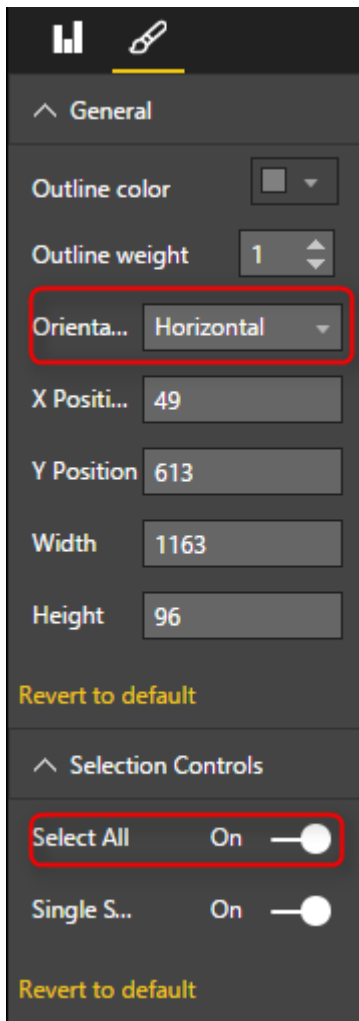 General
Outline color
Outline weight 1
Orienta... Horizontal
X Positi... 49
Y Position 613
Width 1163
Height 96
Revert to default
Selection Controls
Select All On
Single S... On
Revert to default